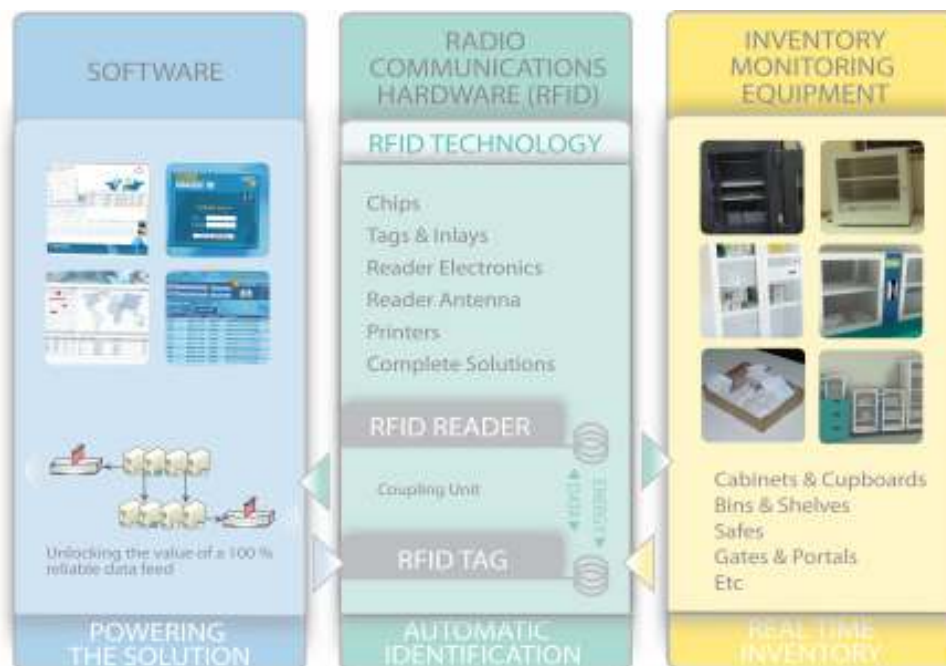 SOFTWARE
Unlocking the value of a 100 %
reliable data feed
POWERING
THE SOLUTION
RADIO
COMMUNICATIONS
HARDWARE (RFID)
RFID TECHNOLOGY
Chips
Tags & Inlays
Reader Electronics
Reader Antenna
Printers
Complete Solutions
RFID READER
Coupling Unit
DATA
ENERGY
RFID TAG
AUTOMATIC
IDENTIFICATION
INVENTORY
MONITORING
EQUIPMENT
Cabinets & Cupboards
Bins & Shelves
Safes
Gates & Portals
Etc
REAL TIME
INVENTORY